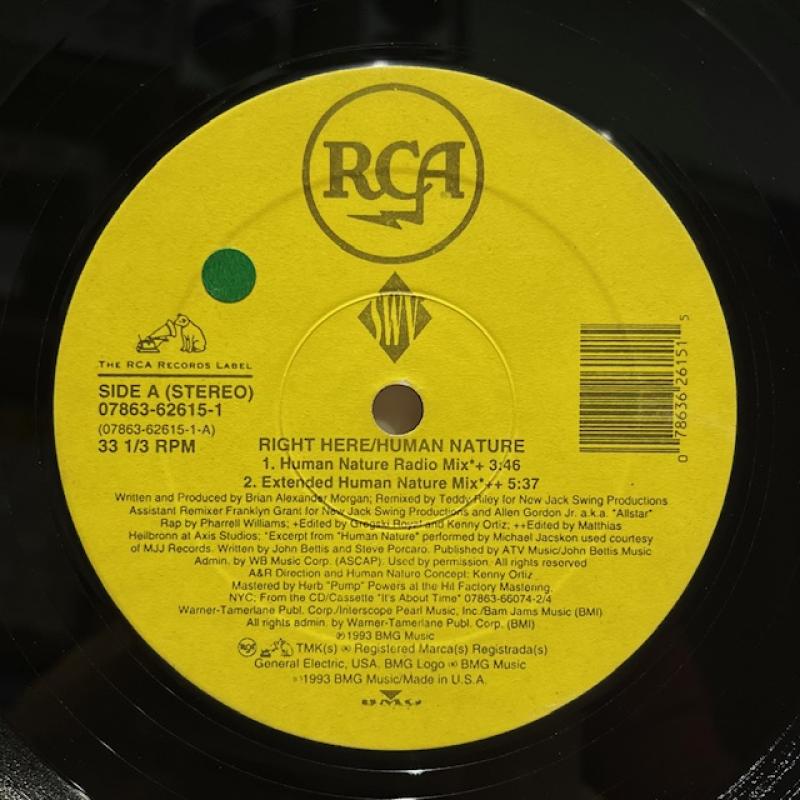 RCA
SWV
THE RCA RECORDS LABEL
SIDE A (STEREO)
07863-62615-1
(07863-62615-1-A)
33 1/3 RPM
0 78636 26151 5
RIGHT HERE/HUMAN NATURE
1. Human Nature Radio Mix*+ 3:46
2. Extended Human Nature Mix*++ 5:37
Written and Produced by Brian Alexander Morgan; Remixed by Teddy Riley for New Jack Swing Productions
Assistant Remixer Franklyn Grant for New Jack Swing Productions and Allen Gordon Jr. a.k.a. "Allstar"
Rap by Pharrell Williams; +Edited by Gregski Royal and Kenny Ortiz; ++Edited by Matthias
Heilbronn at Axis Studios; *Excerpt from "Human Nature" performed by Michael Jacskon used courtesy
of MJJ Records. Written by John Bettis and Steve Porcaro. Published by ATV Music/John Bettis Music
Admin. by WB Music Corp. (ASCAP). Used by permission. All rights reserved
A&R Direction and Human Nature Concept: Kenny Ortiz
Mastered by Herb "Pump" Powers at the Hit Factory Mastering,
NYC; From the CD/Cassette "It's About Time" 07863-66074-2/4
Warner-Tamerlane Publ. Corp./Interscope Pearl Music, Inc./Bam Jams Music (BMI)
All rights admin. by Warner-Tamerlane Publ. Corp. (BMI)
℗1993 BMG Music
RCA TMK(s) ® Registered Marca(s) Registrada(s)
General Electric, USA. BMG Logo ® BMG Music
©1993 BMG Music/Made in U.S.A.
BMG